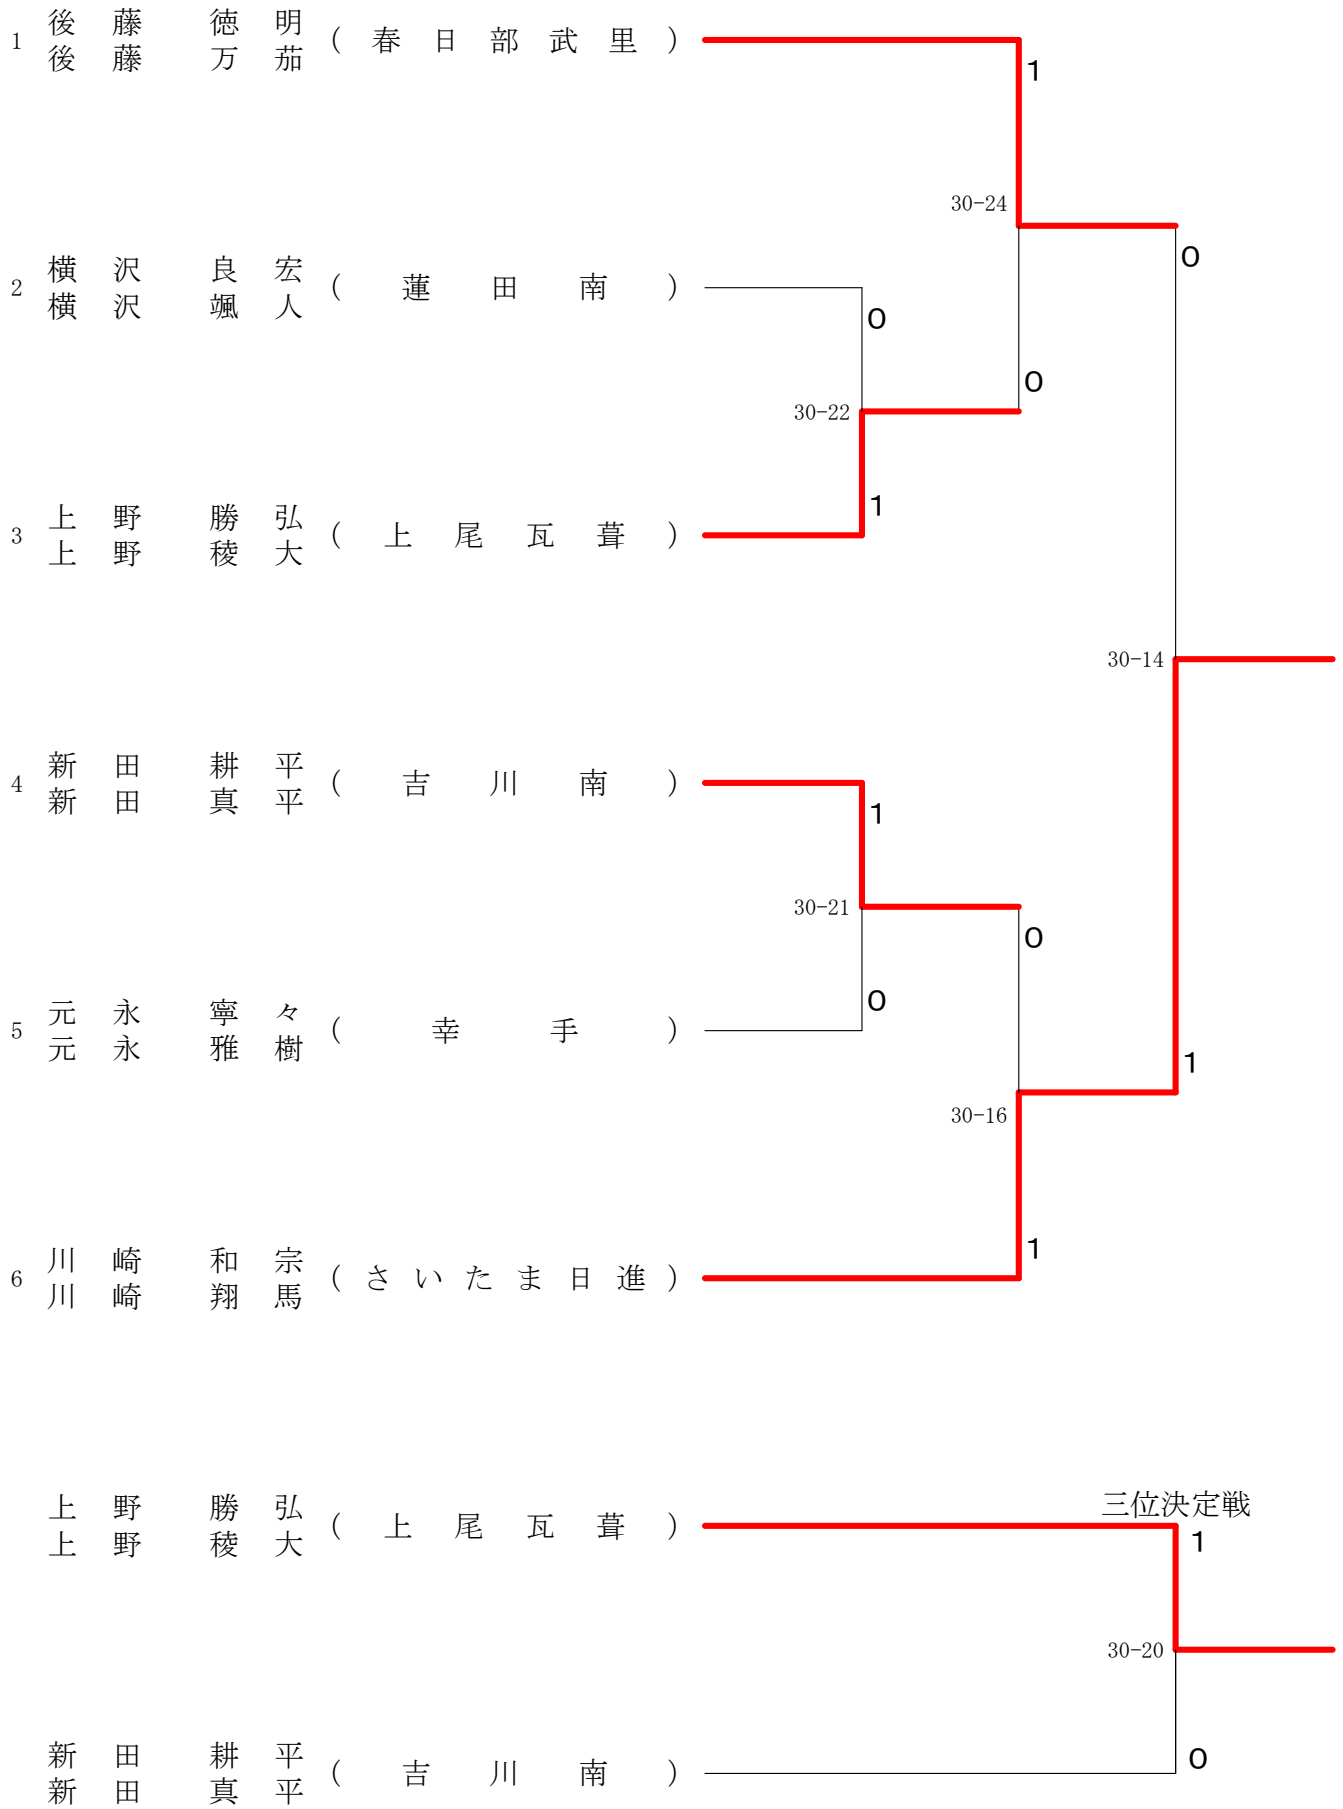 1 後藤 徳明 (春日部武里)
後藤 万茄
1
30-24
0
2 横沢 良宏 (蓮田南)
横沢 颯人
0
0
30-22
1
3 上野 勝弘 (上尾瓦葺)
上野 稜大
30-14
4 新田 耕平 (吉川南)
新田 真平
1
30-21
0
0
5 元永 寧々 (幸手)
元永 雅樹
1
30-16
1
6 川崎 和宗 (さいたま日進)
川崎 翔馬
三位決定戦
上野 勝弘 (上尾瓦葺)
上野 稜大
1
30-20
0
新田 耕平 (吉川南)
新田 真平